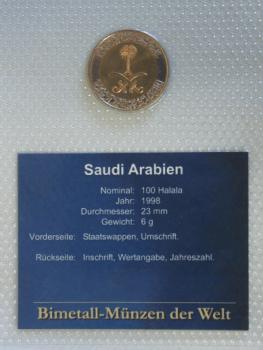 Saudi Arabien
Nominal: 100 Halala
Jahr: 1998
Durchmesser: 23 mm
Gewicht: 6 g
Vorderseite: Staatswappen, Umschrift.
Rückseite: Inschrift, Wertangabe, Jahreszahl.
Bimetall-Münzen der Welt